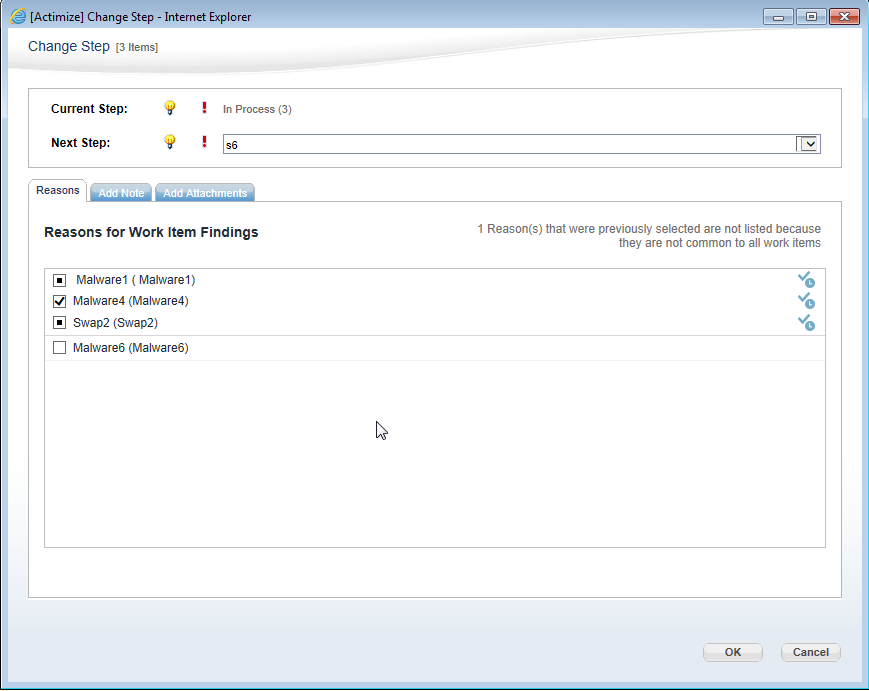 [Actimize] Change Step - Internet Explorer
Change Step [3 Items]
Current Step: In Process (3)
Next Step: s6
Reasons Add Note Add Attachments
Reasons for Work Item Findings
1 Reason(s) that were previously selected are not listed because
they are not common to all work items
Malware1 ( Malware1)
Malware4 (Malware4)
Swap2 (Swap2)
Malware6 (Malware6)
OK Cancel